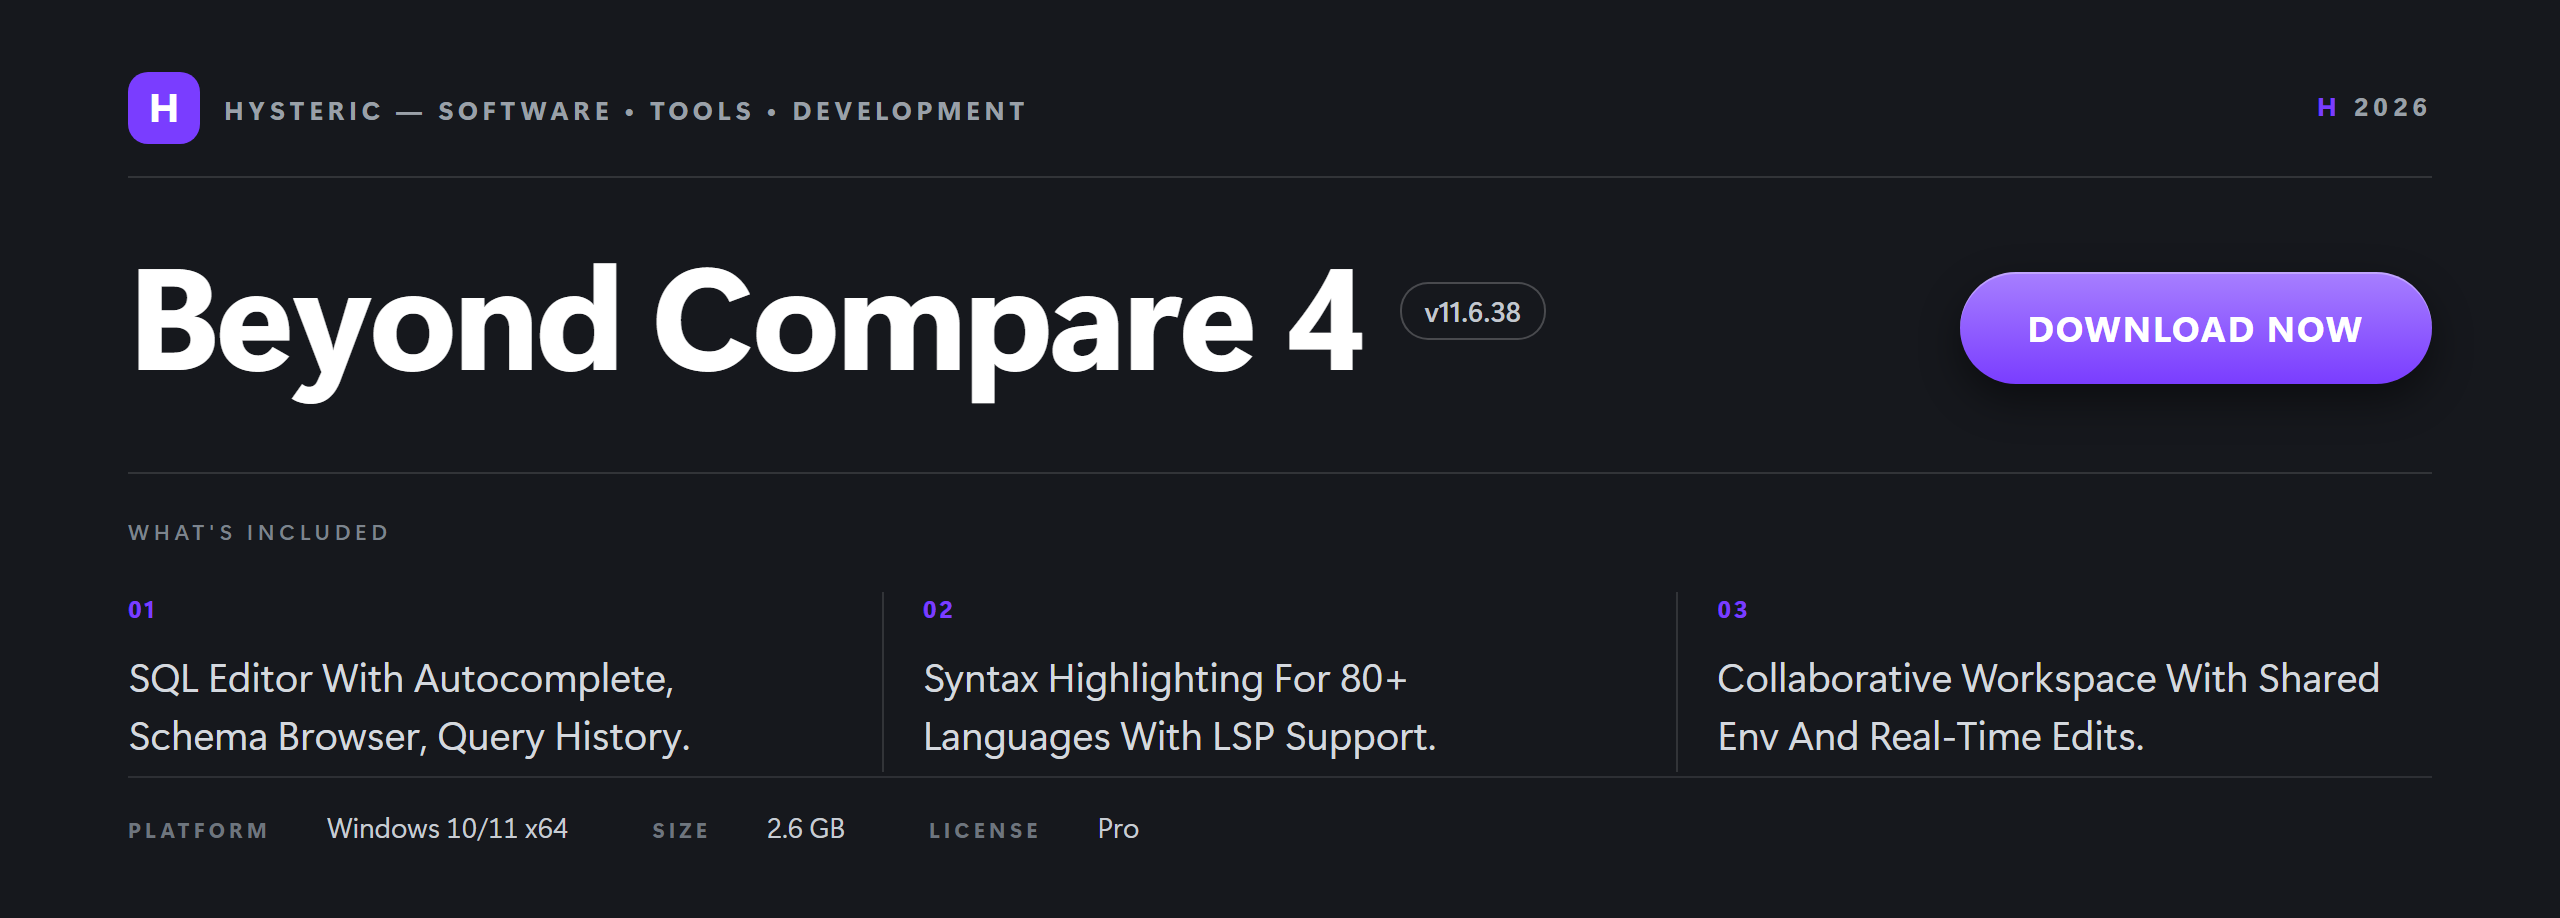 H
HYSTERIC — SOFTWARE • TOOLS • DEVELOPMENT
H 2026
Beyond Compare 4
v11.6.38
DOWNLOAD NOW
WHAT'S INCLUDED
01
SQL Editor With Autocomplete,
Schema Browser, Query History.
02
Syntax Highlighting For 80+
Languages With LSP Support.
03
Collaborative Workspace With Shared
Env And Real-Time Edits.
PLATFORM Windows 10/11 x64 SIZE 2.6 GB LICENSE Pro